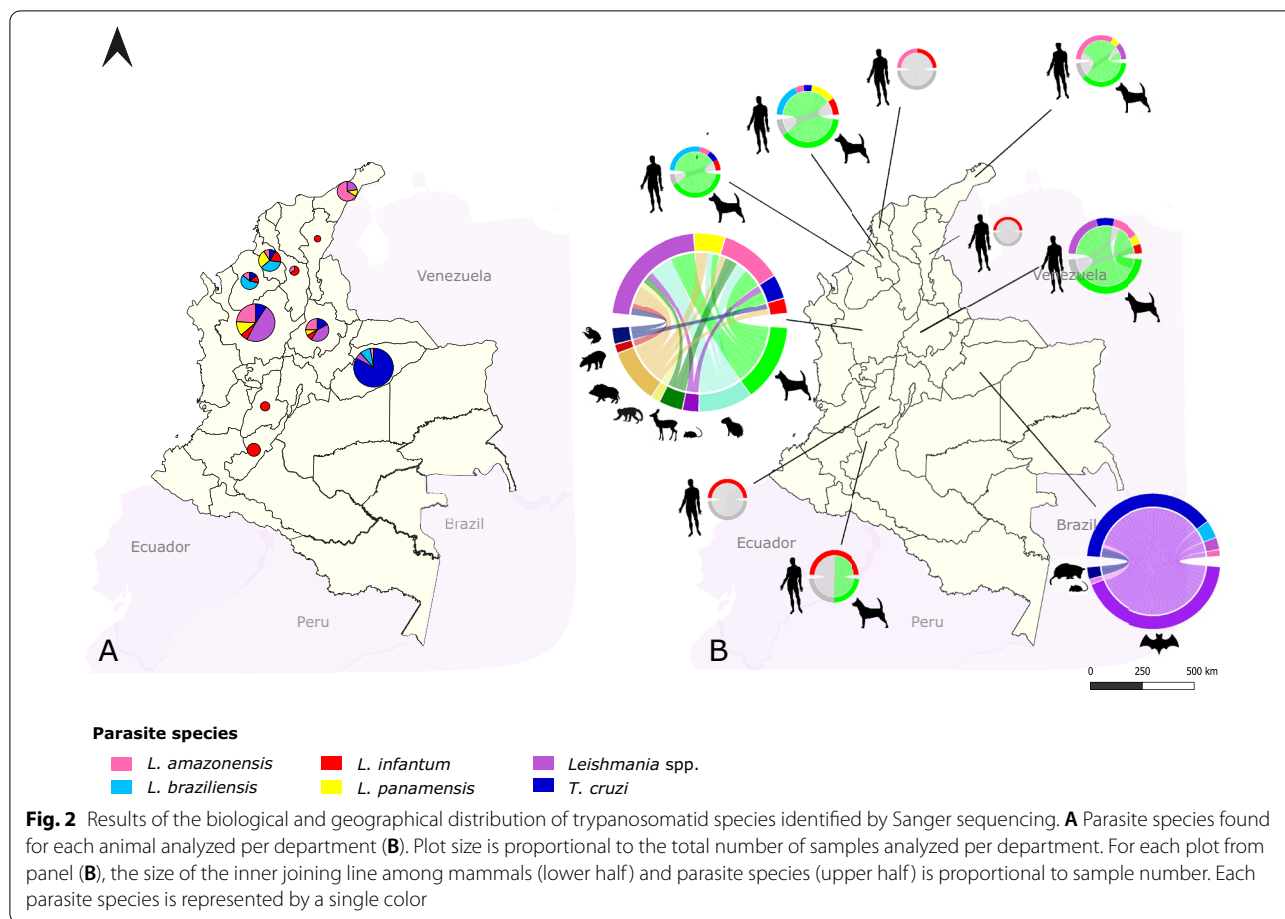 Venezuela
Brazil
Ecuador
Peru
A
Venezuela
Brazil
Ecuador
Peru
B
0 250 500 km
Parasite species
L. amazonensis L. infantum Leishmania spp.
L. braziliensis L. panamensis T. cruzi
Fig. 2 Results of the biological and geographical distribution of trypanosomatid species identified by Sanger sequencing. A Parasite species found
for each animal analyzed per department (B). Plot size is proportional to the total number of samples analyzed per department. For each plot from
panel (B), the size of the inner joining line among mammals (lower half) and parasite species (upper half) is proportional to sample number. Each
parasite species is represented by a single color